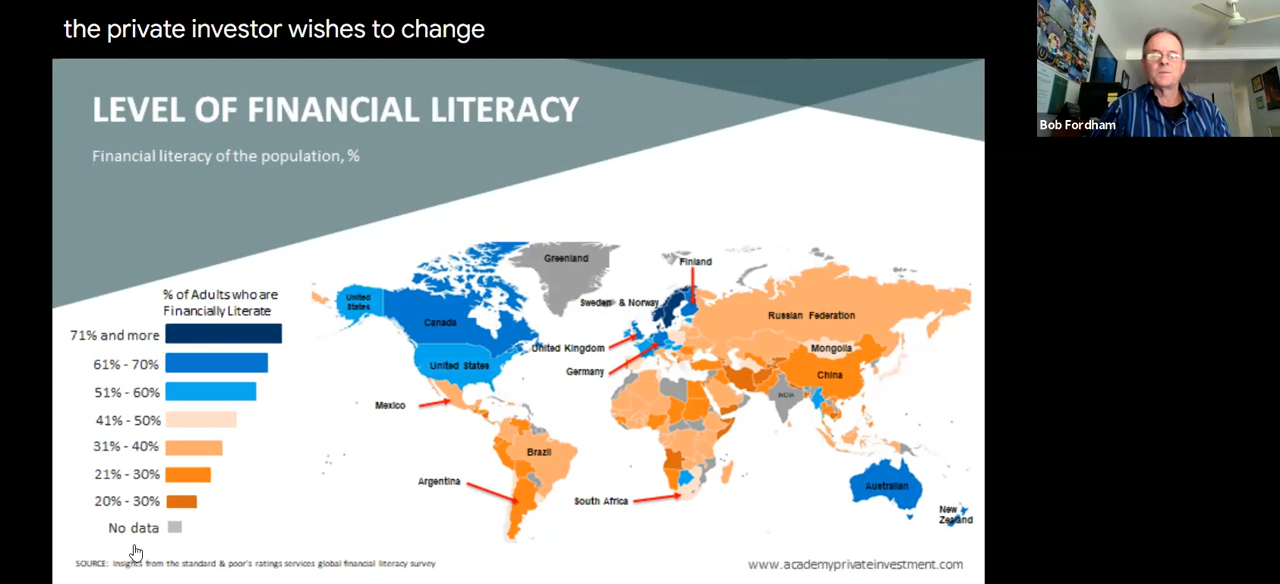 the private investor wishes to change
Bob Fordham
LEVEL OF FINANCIAL LITERACY
Financial literacy of the population, %
% of Adults who are
Financially Literate
71% and more
61% - 70%
51% - 60%
41% - 50%
31% - 40%
21% - 30%
20% - 30%
No data
Greenland
Finland
United
States
Sweden & Norway
Canada
Russian Federation
United Kingdom
Mongolia
United States
Germany
China
INDIA
Mexico
Brazil
Argentina
South Africa
Australian
New
Zealand
SOURCE: Insights from the standard & poor's ratings services global financial literacy survey
www.academyprivateinvestment.com